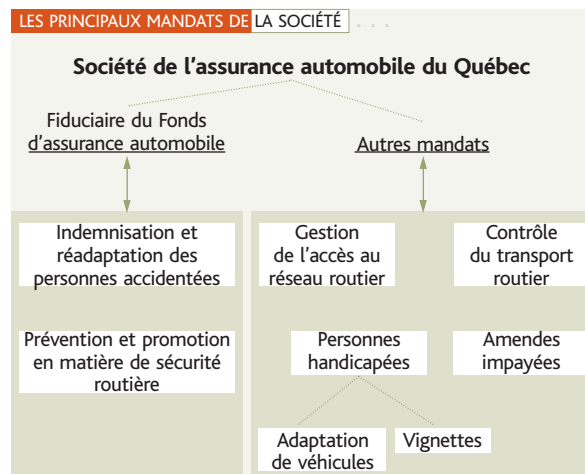 LES PRINCIPAUX MANDATS DE LA SOCIÉTÉ . . .
Société de l'assurance automobile du Québec
Fiduciaire du Fonds
d'assurance automobile
Autres mandats
Indemnisation et
réadaptation des
personnes accidentées
Prévention et promotion
en matière de sécurité
routière
Gestion
de l'accès au
réseau routier
Contrôle
du transport
routier
Personnes
handicapées
Amendes
impayées
Adaptation
de véhicules
Vignettes